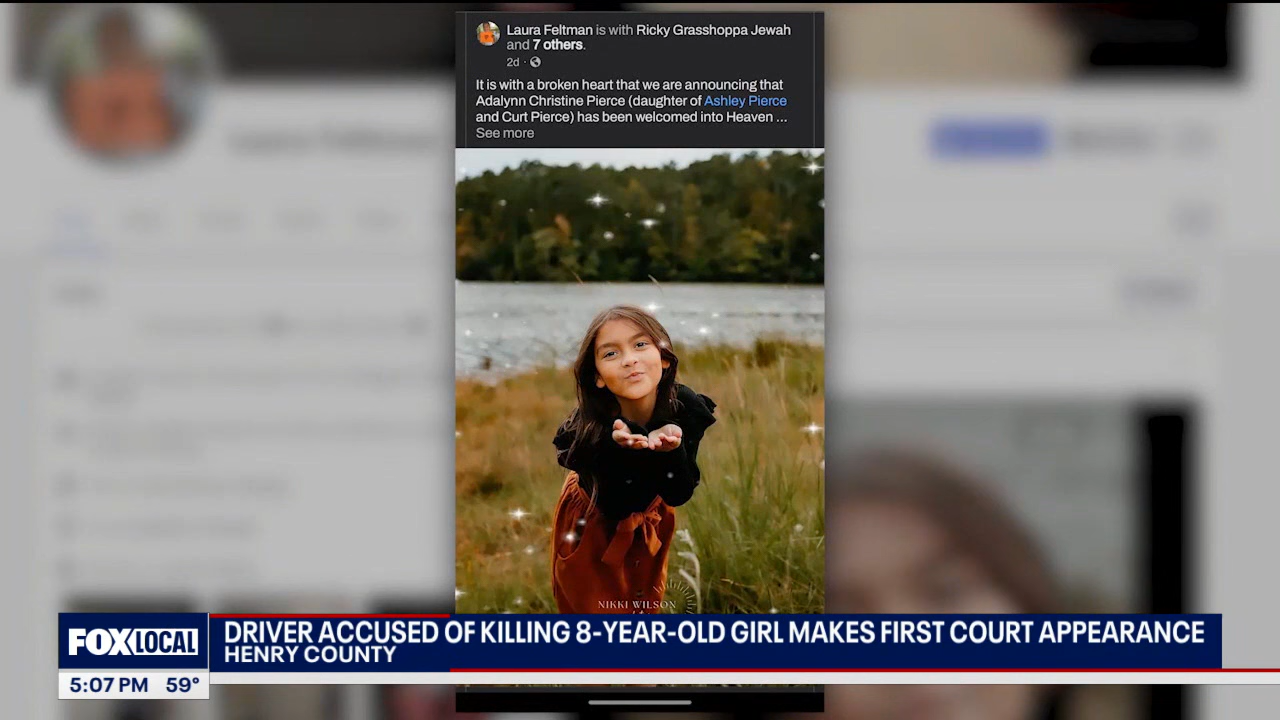 Laura Feltman is with Ricky Grasshoppa Jewah
and 7 others.
2d ·
It is with a broken heart that we are announcing that
Adalynn Christine Pierce (daughter of Ashley Pierce
and Curt Pierce) has been welcomed into Heaven ...
See more
NIKKI WILSON
FOX LOCAL
DRIVER ACCUSED OF KILLING 8-YEAR-OLD GIRL MAKES FIRST COURT APPEARANCE
HENRY COUNTY
5:07 PM 59°